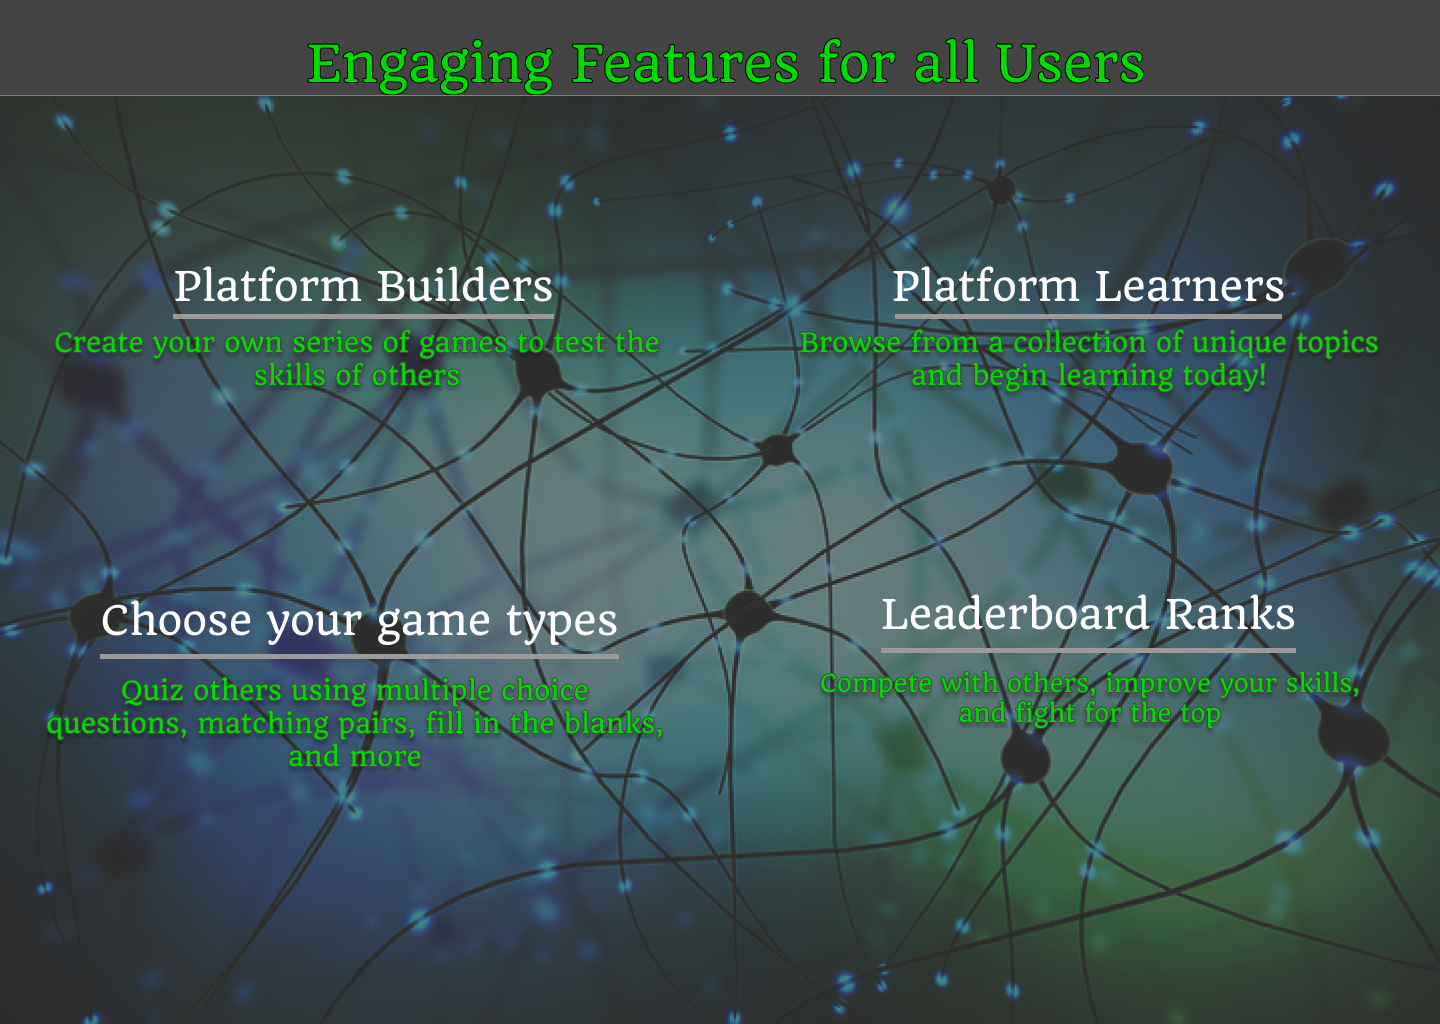 Engaging Features for all Users
Platform Builders
Create your own series of games to test the
skills of others
Platform Learners
Browse from a collection of unique topics
and begin learning today!
Choose your game types
Quiz others using multiple choice
questions, matching pairs, fill in the blanks,
and more
Leaderboard Ranks
Compete with others, improve your skills,
and fight for the top